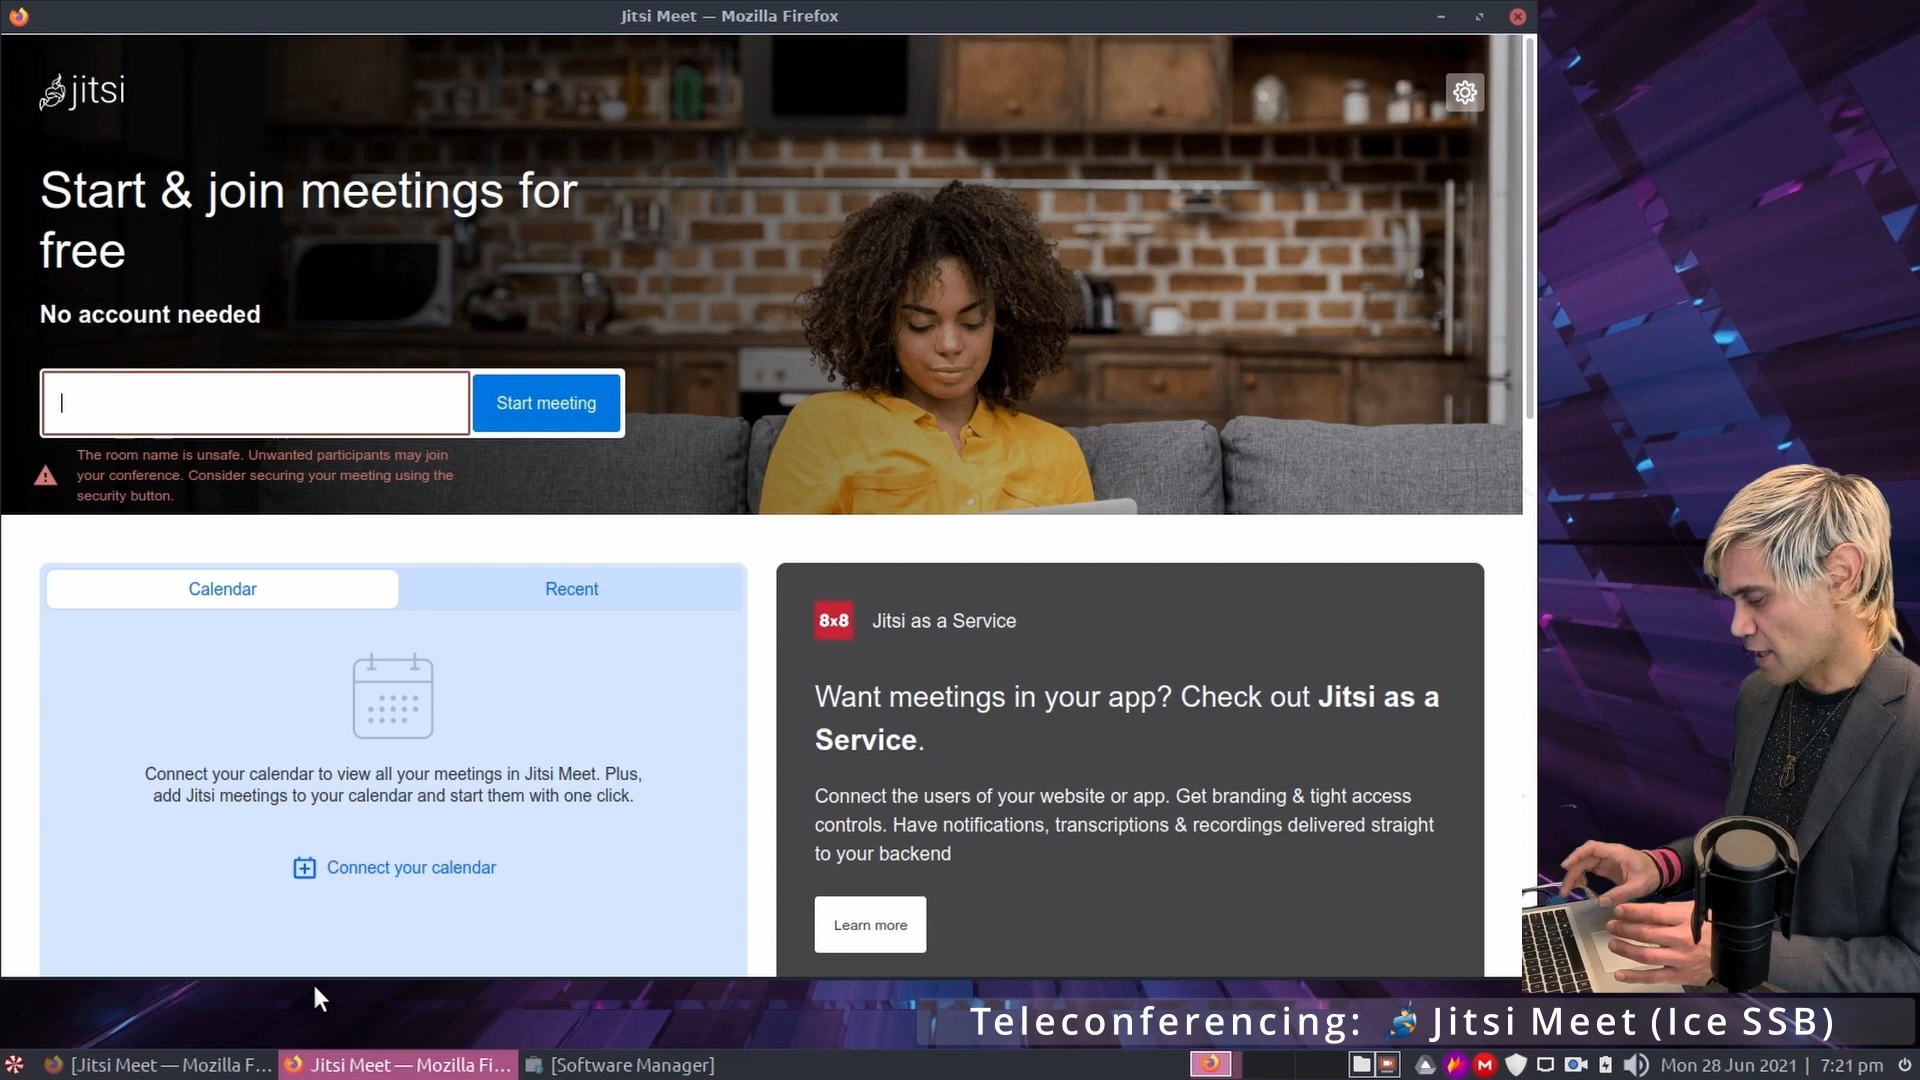 Jitsi Meet — Mozilla Firefox
jitsi
Start & join meetings for
free
No account needed
Start meeting
The room name is unsafe. Unwanted participants may join
your conference. Consider securing your meeting using the
security button.
Calendar
Recent
Connect your calendar to view all your meetings in Jitsi Meet. Plus,
add Jitsi meetings to your calendar and start them with one click.
Connect your calendar
8x8
Jitsi as a Service
Want meetings in your app? Check out Jitsi as a
Service.
Connect the users of your website or app. Get branding & tight access
controls. Have notifications, transcriptions & recordings delivered straight
to your backend
Learn more
Teleconferencing: Jitsi Meet (Ice SSB)
[Jitsi Meet — Mozilla F...
Jitsi Meet — Mozilla Fi...
[Software Manager]
M
Mon 28 Jun 2021 | 7:21 pm